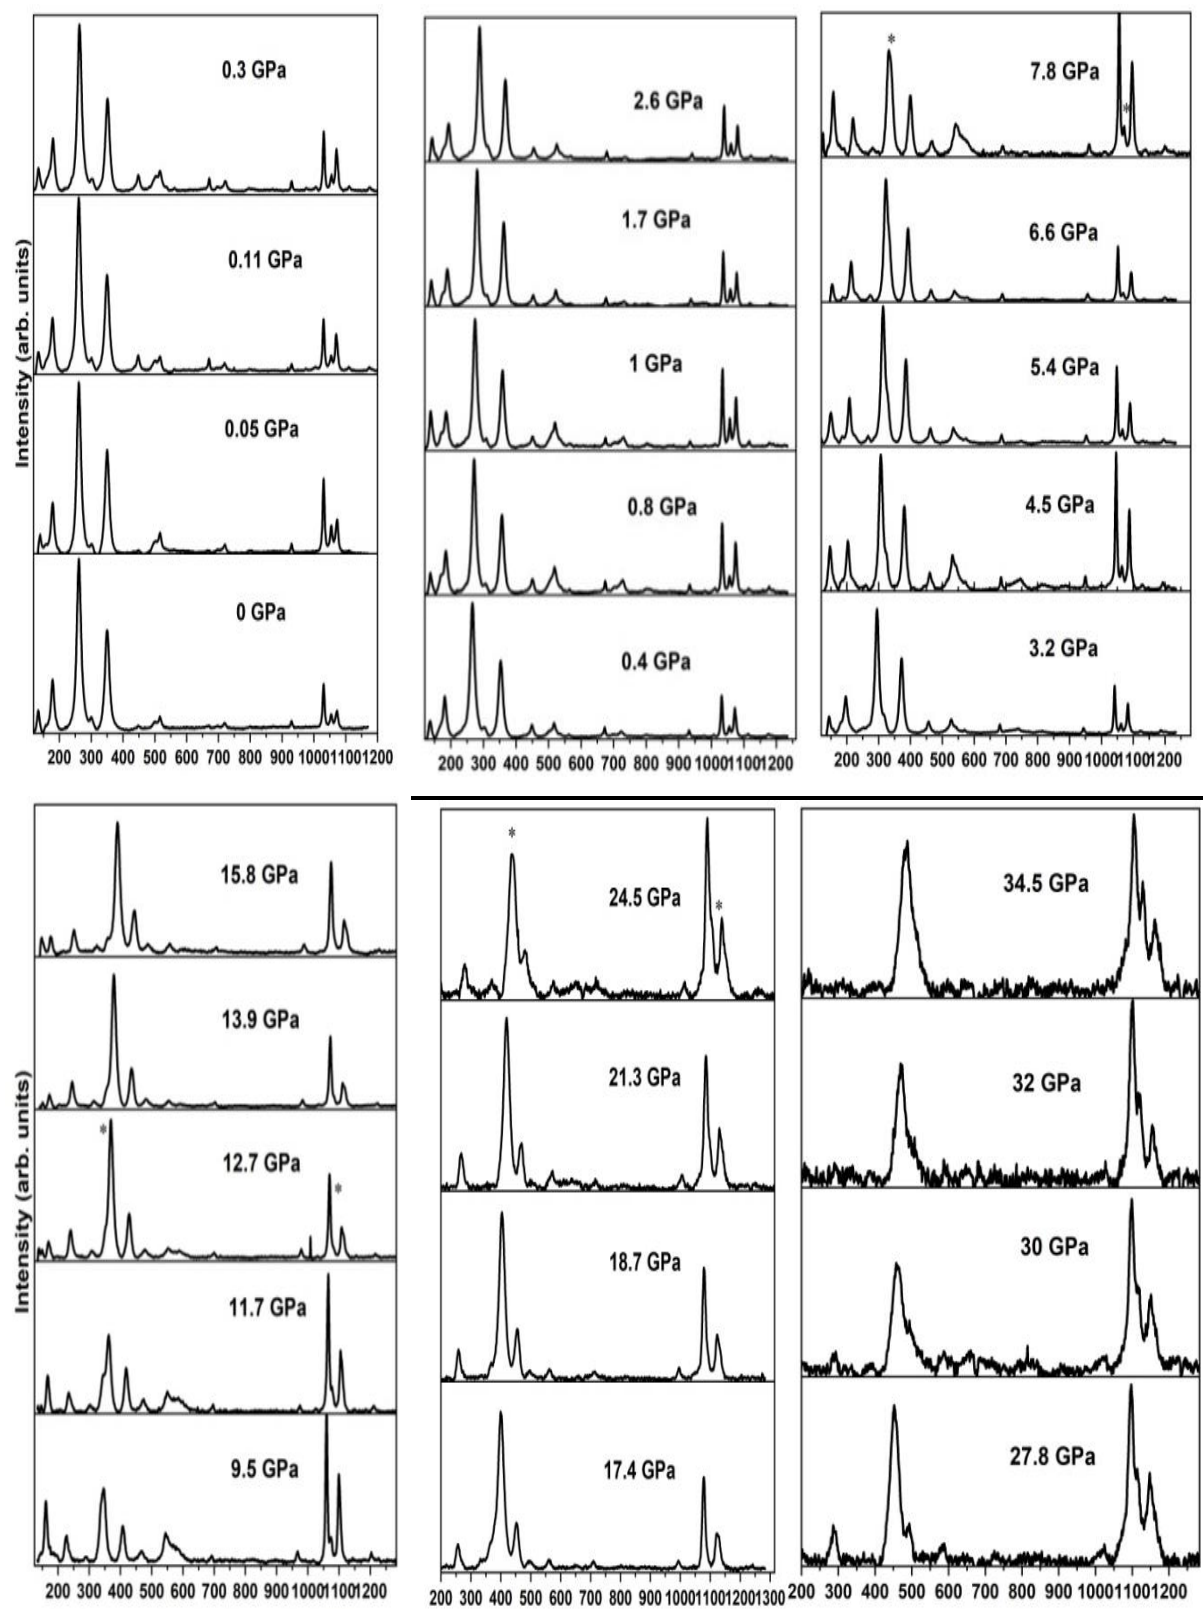 Intensity (arb. units)
0.3 GPa
0.11 GPa
0.05 GPa
0 GPa
200 300 400 500 600 700 800 900 1000 1100 1200
2.6 GPa
1.7 GPa
1 GPa
0.8 GPa
0.4 GPa
200 300 400 500 600 700 800 900 1000 1200
*
7.8 GPa
*
6.6 GPa
5.4 GPa
4.5 GPa
3.2 GPa
200 300 400 500 600 700 800 900 1000 1200
Intensity (arb. units)
15.8 GPa
13.9 GPa
*
12.7 GPa
*
11.7 GPa
9.5 GPa
200 300 400 500 600 700 800 900 1000 1200
*
24.5 GPa
*
21.3 GPa
18.7 GPa
17.4 GPa
200 300 400 500 600 700 800 900 1000 1100 1300
34.5 GPa
32 GPa
30 GPa
27.8 GPa
200 300 400 500 600 700 800 900 1000 1100 1200